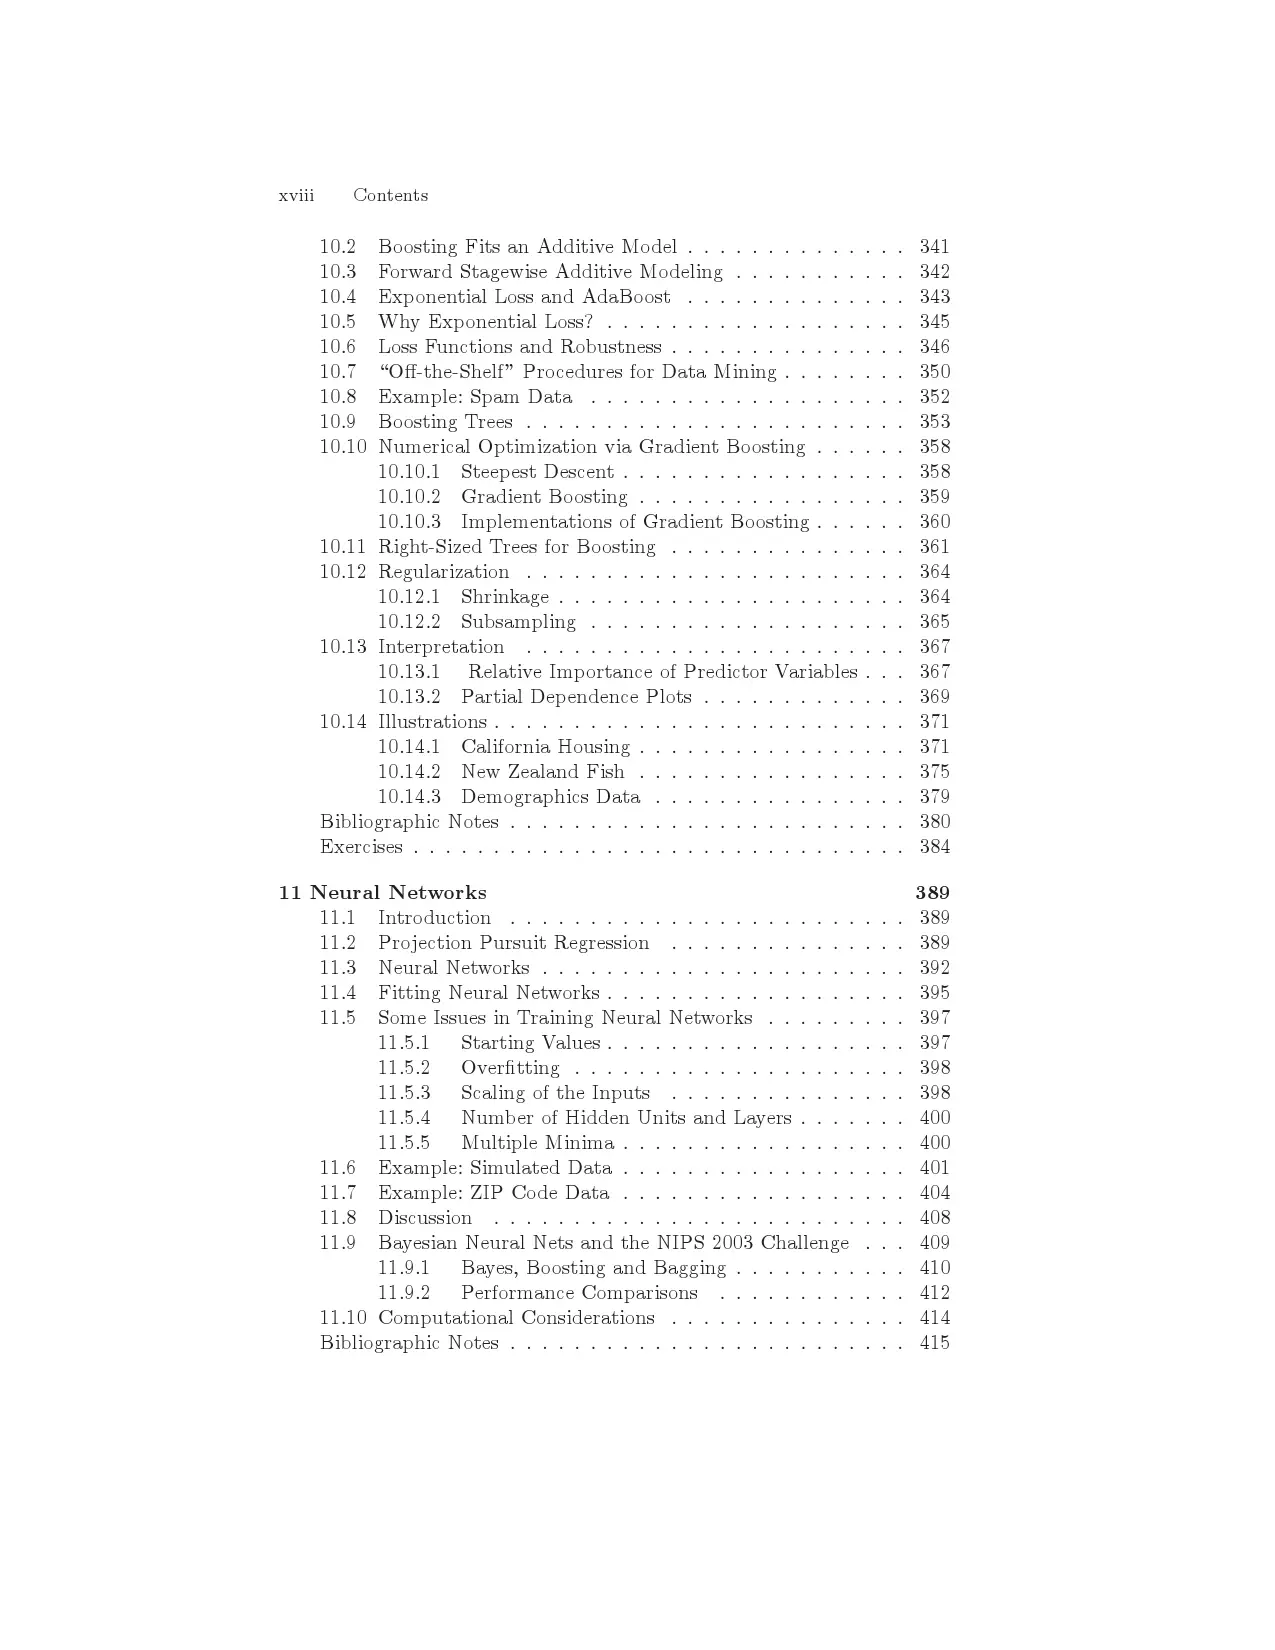 xviii Contents
10.2 Boosting Fits an Additive Model . . . . . . . . . . . . . . 341
10.3 Forward Stagewise Additive Modeling . . . . . . . . . . . 342
10.4 Exponential Loss and AdaBoost . . . . . . . . . . . . . . 343
10.5 Why Exponential Loss? . . . . . . . . . . . . . . . . . . . 345
10.6 Loss Functions and Robustness . . . . . . . . . . . . . . . 346
10.7 “Off-the-Shelf” Procedures for Data Mining . . . . . . . . 350
10.8 Example: Spam Data . . . . . . . . . . . . . . . . . . . . 352
10.9 Boosting Trees . . . . . . . . . . . . . . . . . . . . . . . . 353
10.10 Numerical Optimization via Gradient Boosting . . . . . . 358
10.10.1 Steepest Descent . . . . . . . . . . . . . . . . . . 358
10.10.2 Gradient Boosting . . . . . . . . . . . . . . . . . 359
10.10.3 Implementations of Gradient Boosting . . . . . . 360
10.11 Right-Sized Trees for Boosting . . . . . . . . . . . . . . . 361
10.12 Regularization . . . . . . . . . . . . . . . . . . . . . . . . 364
10.12.1 Shrinkage . . . . . . . . . . . . . . . . . . . . . . 364
10.12.2 Subsampling . . . . . . . . . . . . . . . . . . . . 365
10.13 Interpretation . . . . . . . . . . . . . . . . . . . . . . . . 367
10.13.1 Relative Importance of Predictor Variables . . . 367
10.13.2 Partial Dependence Plots . . . . . . . . . . . . . 369
10.14 Illustrations . . . . . . . . . . . . . . . . . . . . . . . . . . 371
10.14.1 California Housing . . . . . . . . . . . . . . . . . 371
10.14.2 New Zealand Fish . . . . . . . . . . . . . . . . . 375
10.14.3 Demographics Data . . . . . . . . . . . . . . . . 379
Bibliographic Notes . . . . . . . . . . . . . . . . . . . . . . . . . 380
Exercises . . . . . . . . . . . . . . . . . . . . . . . . . . . . . . . 384
11 Neural Networks 389
11.1 Introduction . . . . . . . . . . . . . . . . . . . . . . . . . 389
11.2 Projection Pursuit Regression . . . . . . . . . . . . . . . 389
11.3 Neural Networks . . . . . . . . . . . . . . . . . . . . . . . 392
11.4 Fitting Neural Networks . . . . . . . . . . . . . . . . . . . 395
11.5 Some Issues in Training Neural Networks . . . . . . . . . 397
11.5.1 Starting Values . . . . . . . . . . . . . . . . . . . 397
11.5.2 Overfitting . . . . . . . . . . . . . . . . . . . . . 398
11.5.3 Scaling of the Inputs . . . . . . . . . . . . . . . 398
11.5.4 Number of Hidden Units and Layers . . . . . . . 400
11.5.5 Multiple Minima . . . . . . . . . . . . . . . . . . 400
11.6 Example: Simulated Data . . . . . . . . . . . . . . . . . . 401
11.7 Example: ZIP Code Data . . . . . . . . . . . . . . . . . . 404
11.8 Discussion . . . . . . . . . . . . . . . . . . . . . . . . . . 408
11.9 Bayesian Neural Nets and the NIPS 2003 Challenge . . . 409
11.9.1 Bayes, Boosting and Bagging . . . . . . . . . . . 410
11.9.2 Performance Comparisons . . . . . . . . . . . . 412
11.10 Computational Considerations . . . . . . . . . . . . . . . 414
Bibliographic Notes . . . . . . . . . . . . . . . . . . . . . . . . . 415